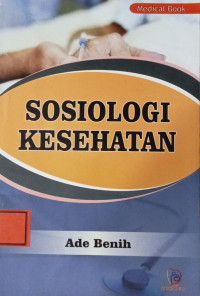 Medical Book
SOSIOLOGI
KESEHATAN
Ade Benih